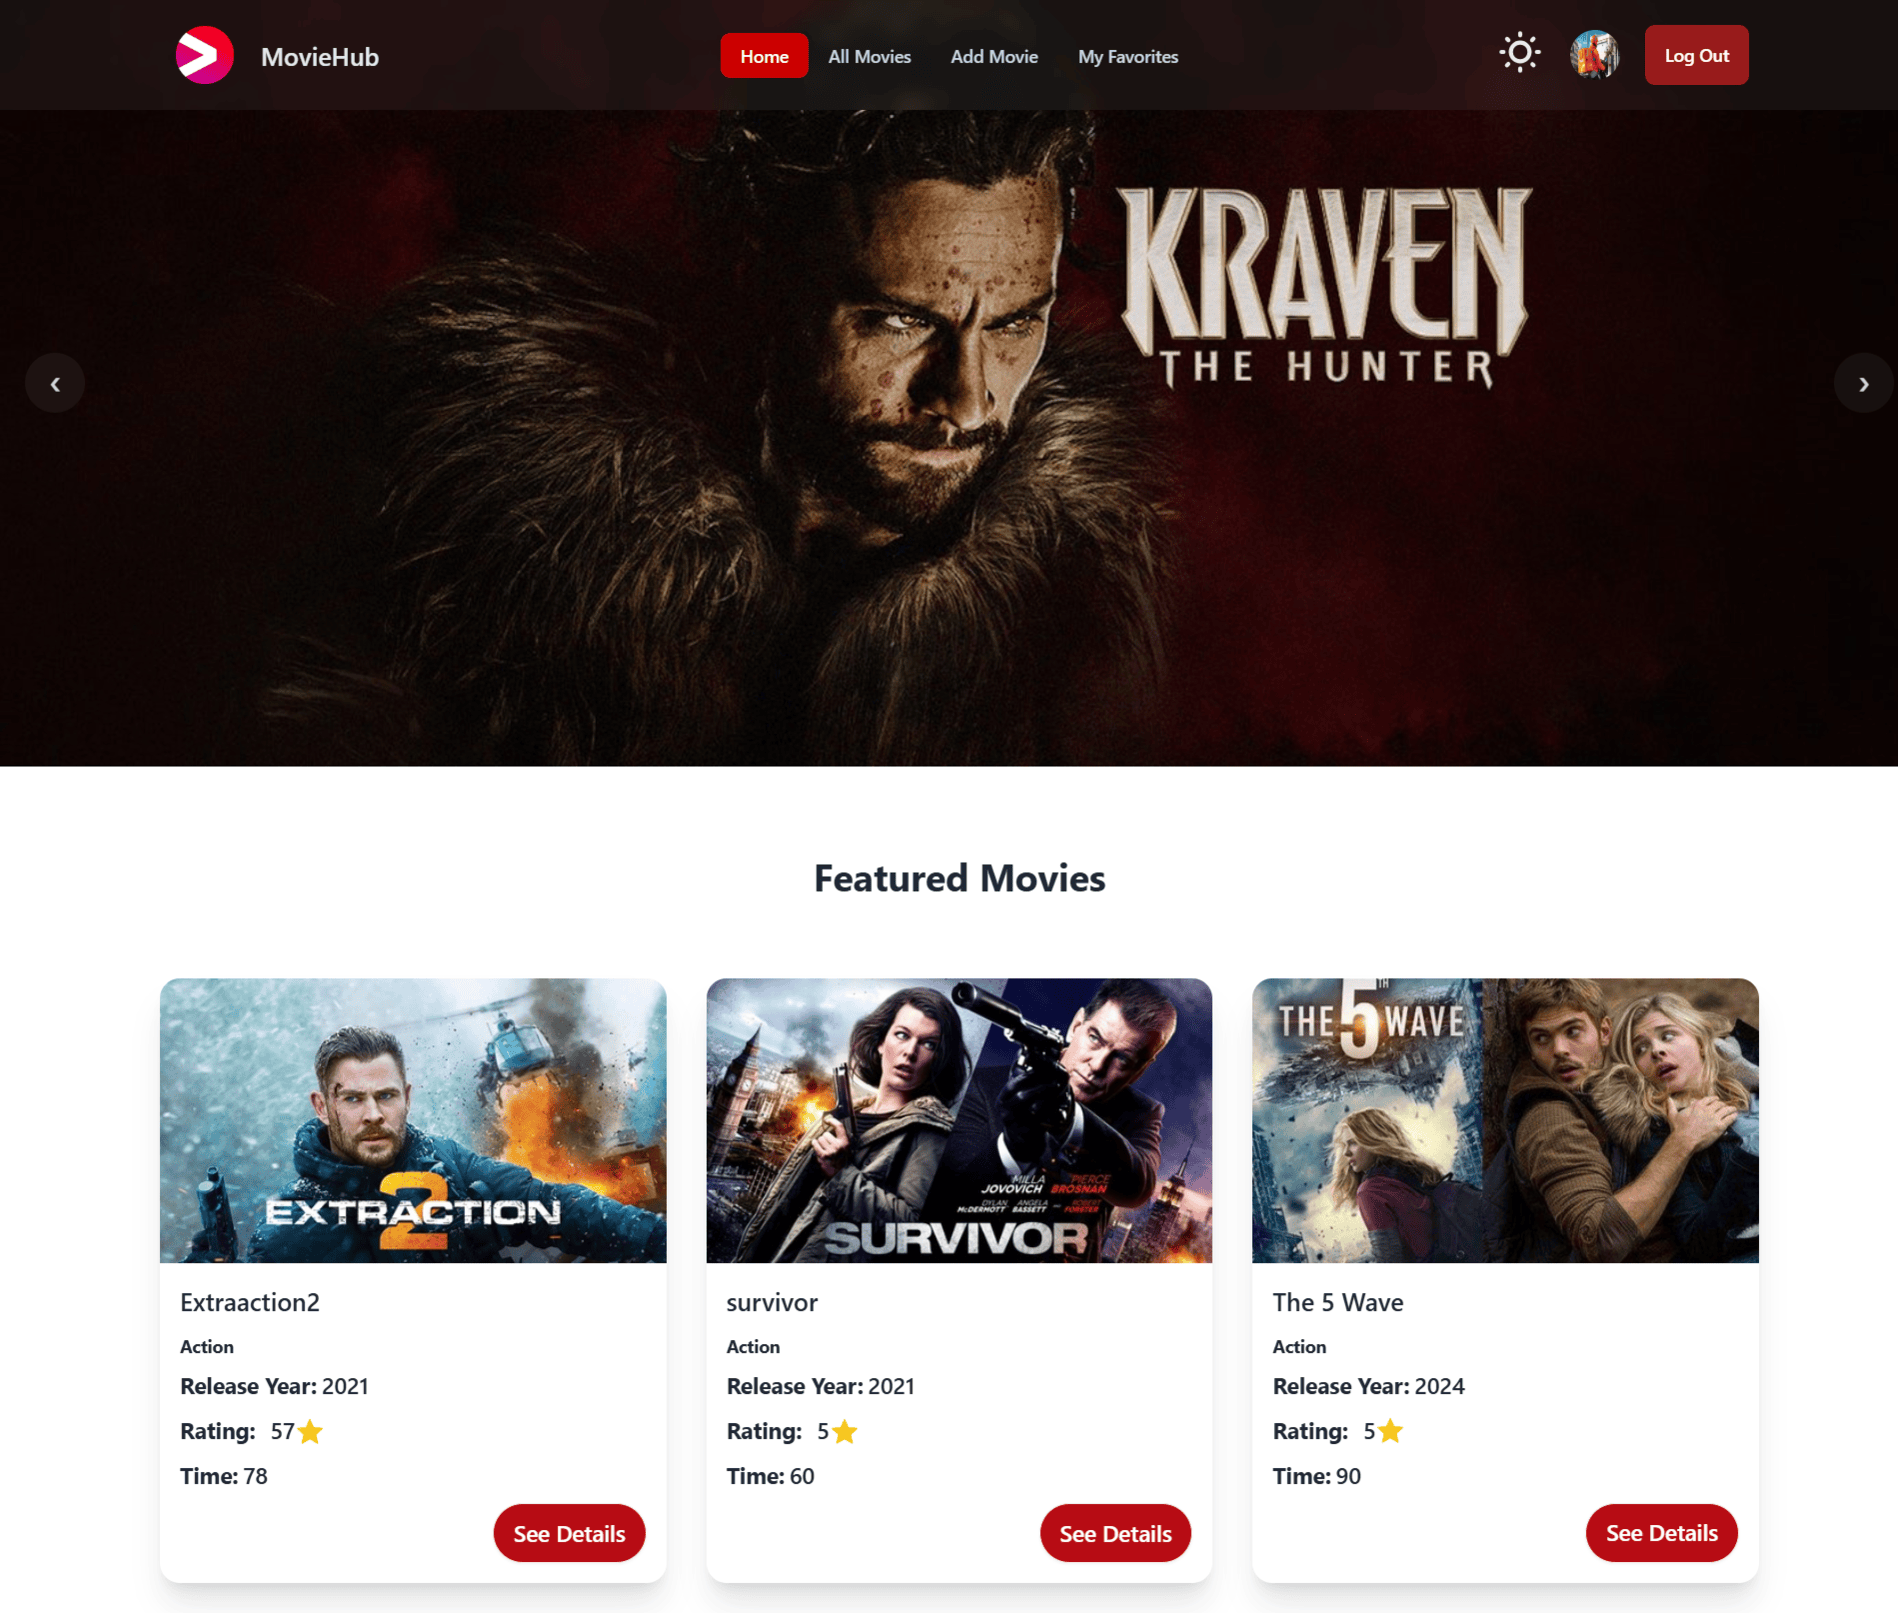 MovieHub
Home
All Movies
Add Movie
My Favorites
Log Out
KRAVEN
THE HUNTER
‹
›
Featured Movies
EXTRACTION
2
Extraaction2
Action
Release Year: 2021
Rating: 57⭐
Time: 78
See Details
MILLA JOVOVICH
PIERCE BROSNAN
DYLAN McDERMOTT
ANGELA BASSETT
ROBERT FORSTER
SURVIVOR
survivor
Action
Release Year: 2021
Rating: 5⭐
Time: 60
See Details
THE 5TH WAVE
The 5 Wave
Action
Release Year: 2024
Rating: 5⭐
Time: 90
See Details